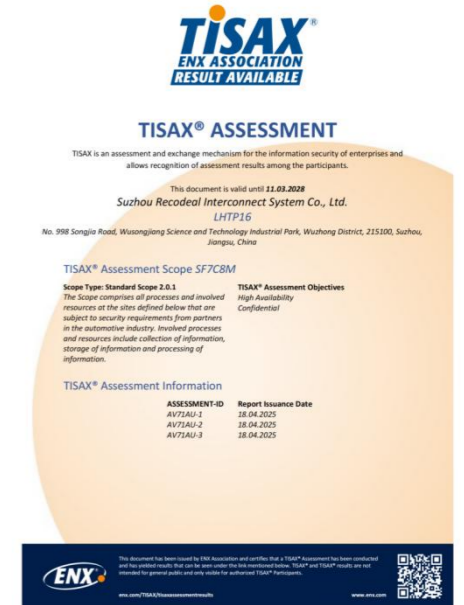 TISAX®
ENX ASSOCIATION
RESULT AVAILABLE
TISAX® ASSESSMENT
TISAX is an assessment and exchange mechanism for the information security of enterprises and
allows recognition of assessment results among the participants.
This document is valid until 11.03.2028
Suzhou Recodeal Interconnect System Co., Ltd.
LHTP16
No. 998 Songjia Road, Wusongjiang Science and Technology Industrial Park, Wuzhong District, 215100, Suzhou,
Jiangsu, China
TISAX® Assessment Scope SF7C8M
Scope Type: Standard Scope 2.0.1
The Scope comprises all processes and involved
resources at the sites defined below that are
subject to security requirements from partners
in the automotive industry. Involved processes
and resources include collection of information,
storage of information and processing of
information.
TISAX® Assessment Objectives
High Availability
Confidential
TISAX® Assessment Information
ASSESSMENT-ID Report Issuance Date
AV71AU-1 18.04.2025
AV71AU-2 18.04.2025
AV71AU-3 18.04.2025
ENX
This document has been issued by ENX Association and certifies that a TISAX® Assessment has been conducted
and has yielded results that can be seen under the link mentioned below. TISAX® and TISAX® results are not
intended for general public and only visible for authorized TISAX® Participants.
enx.com/TISAX/tisaxassessmentresults www.enx.com